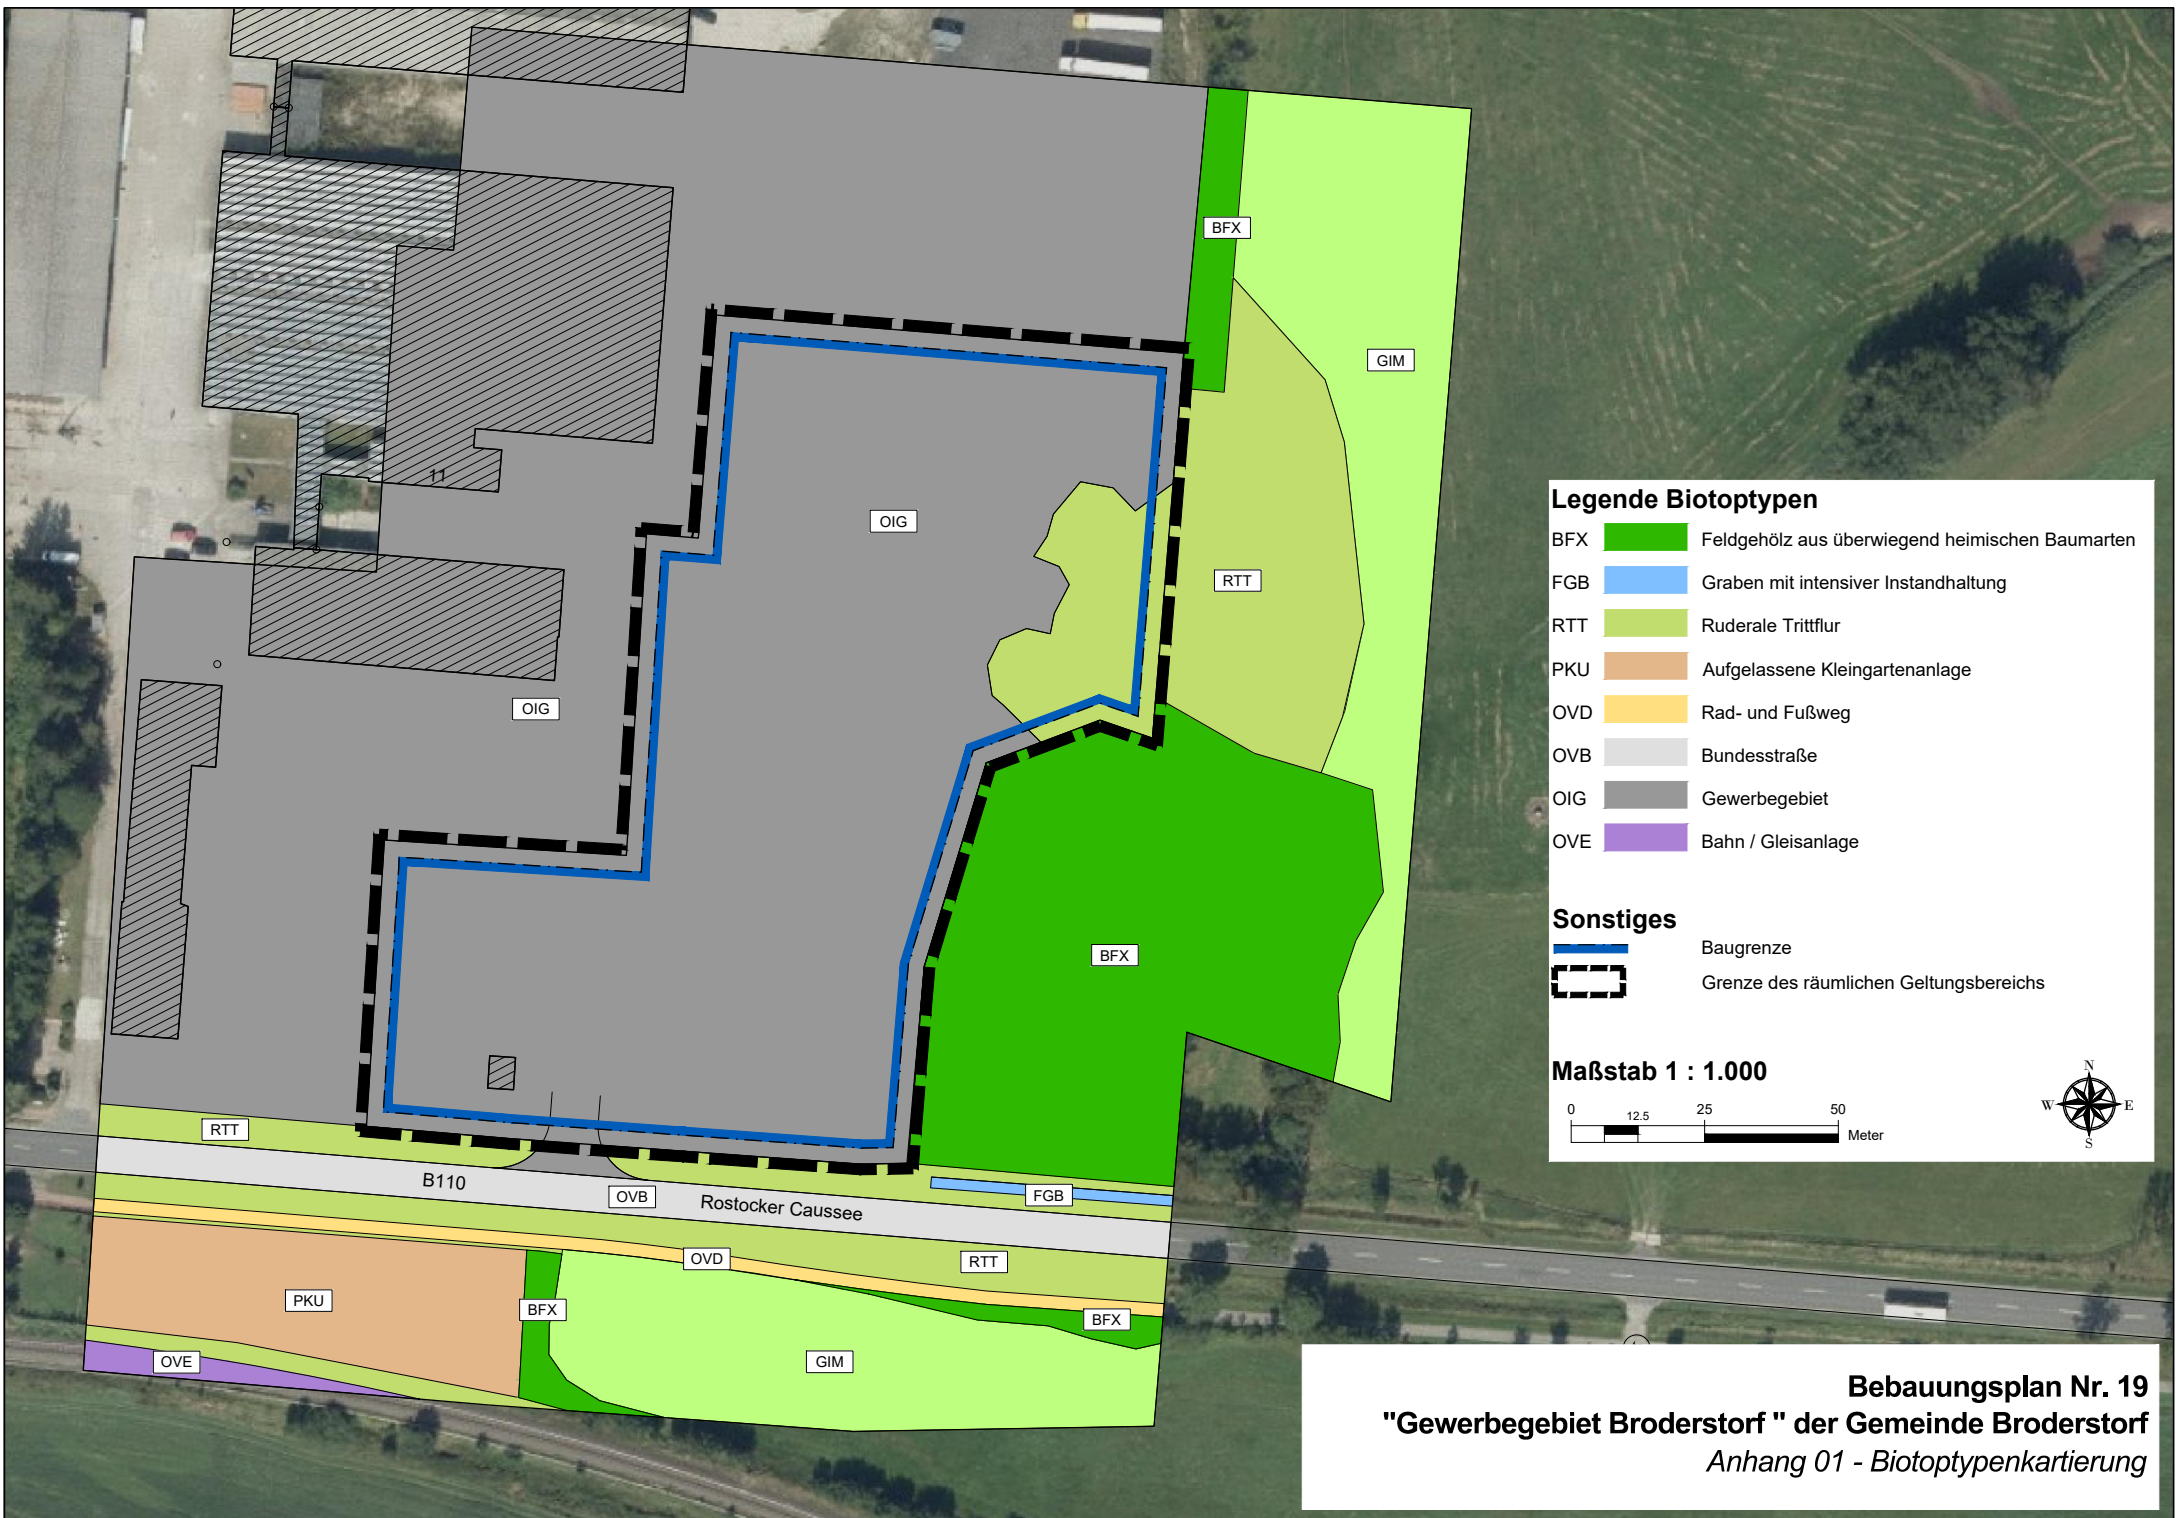 BFX
GIM
11
OIG
RTT
OIG
BFX
RTT
B110
OVB
Rostocker Caussee
FGB
OVD
RTT
PKU
BFX
BFX
OVE
GIM
Legende Biotoptypen
BFX Feldgehölz aus überwiegend heimischen Baumarten
FGB Graben mit intensiver Instandhaltung
RTT Ruderale Trittflur
PKU Aufgelassene Kleingartenanlage
OVD Rad- und Fußweg
OVB Bundesstraße
OIG Gewerbegebiet
OVE Bahn / Gleisanlage
Sonstiges
Baugrenze
Grenze des räumlichen Geltungsbereichs
Maßstab 1 : 1.000
0 12.5 25 50
Meter
N
W E
S
Bebauungsplan Nr. 19
"Gewerbegebiet Broderstorf " der Gemeinde Broderstorf
Anhang 01 - Biotoptypenkartierung